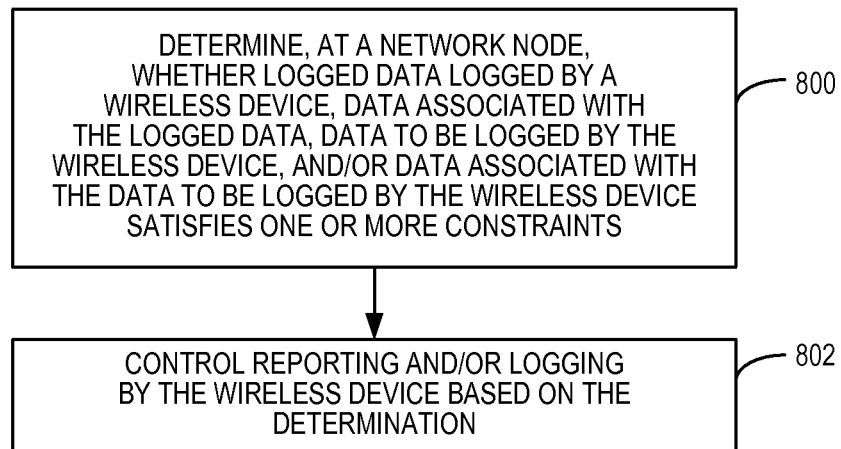 DETERMINE, AT A NETWORK NODE,
WHETHER LOGGED DATA LOGGED BY A
WIRELESS DEVICE, DATA ASSOCIATED WITH
THE LOGGED DATA, DATA TO BE LOGGED BY THE
WIRELESS DEVICE, AND/OR DATA ASSOCIATED WITH
THE DATA TO BE LOGGED BY THE WIRELESS DEVICE
SATISFIES ONE OR MORE CONSTRAINTS
800
CONTROL REPORTING AND/OR LOGGING
BY THE WIRELESS DEVICE BASED ON THE
DETERMINATION
802